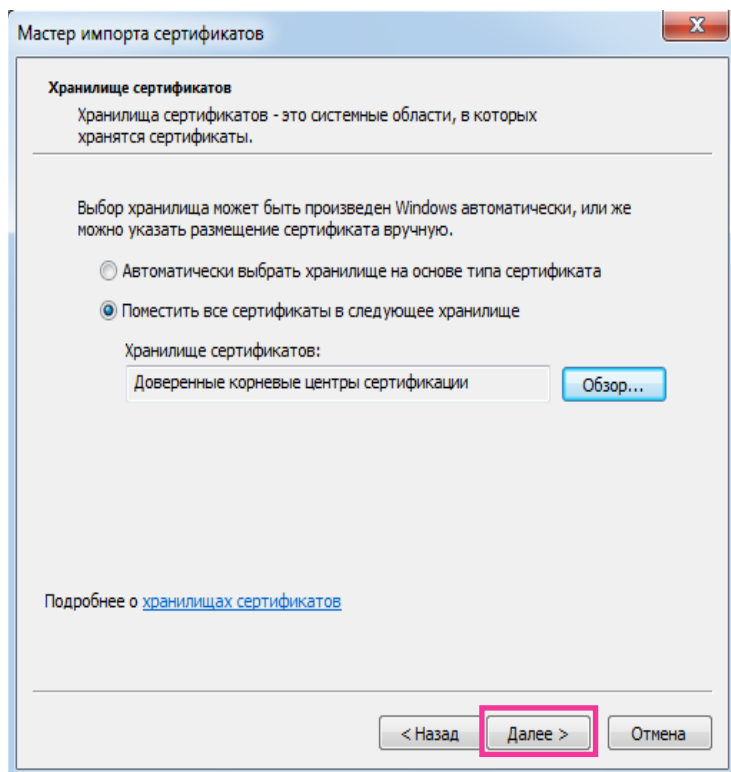 Мастер импорта сертификатов
Хранилище сертификатов
Хранилища сертификатов - это системные области, в которых
хранятся сертификаты.
Выбор хранилища может быть произведен Windows автоматически, или же
можно указать размещение сертификата вручную.
Автоматически выбрать хранилище на основе типа сертификата
Поместить все сертификаты в следующее хранилище
Хранилище сертификатов:
Доверенные корневые центры сертификации
Обзор...
Подробнее о хранилищах сертификатов
< Назад
Далее >
Отмена